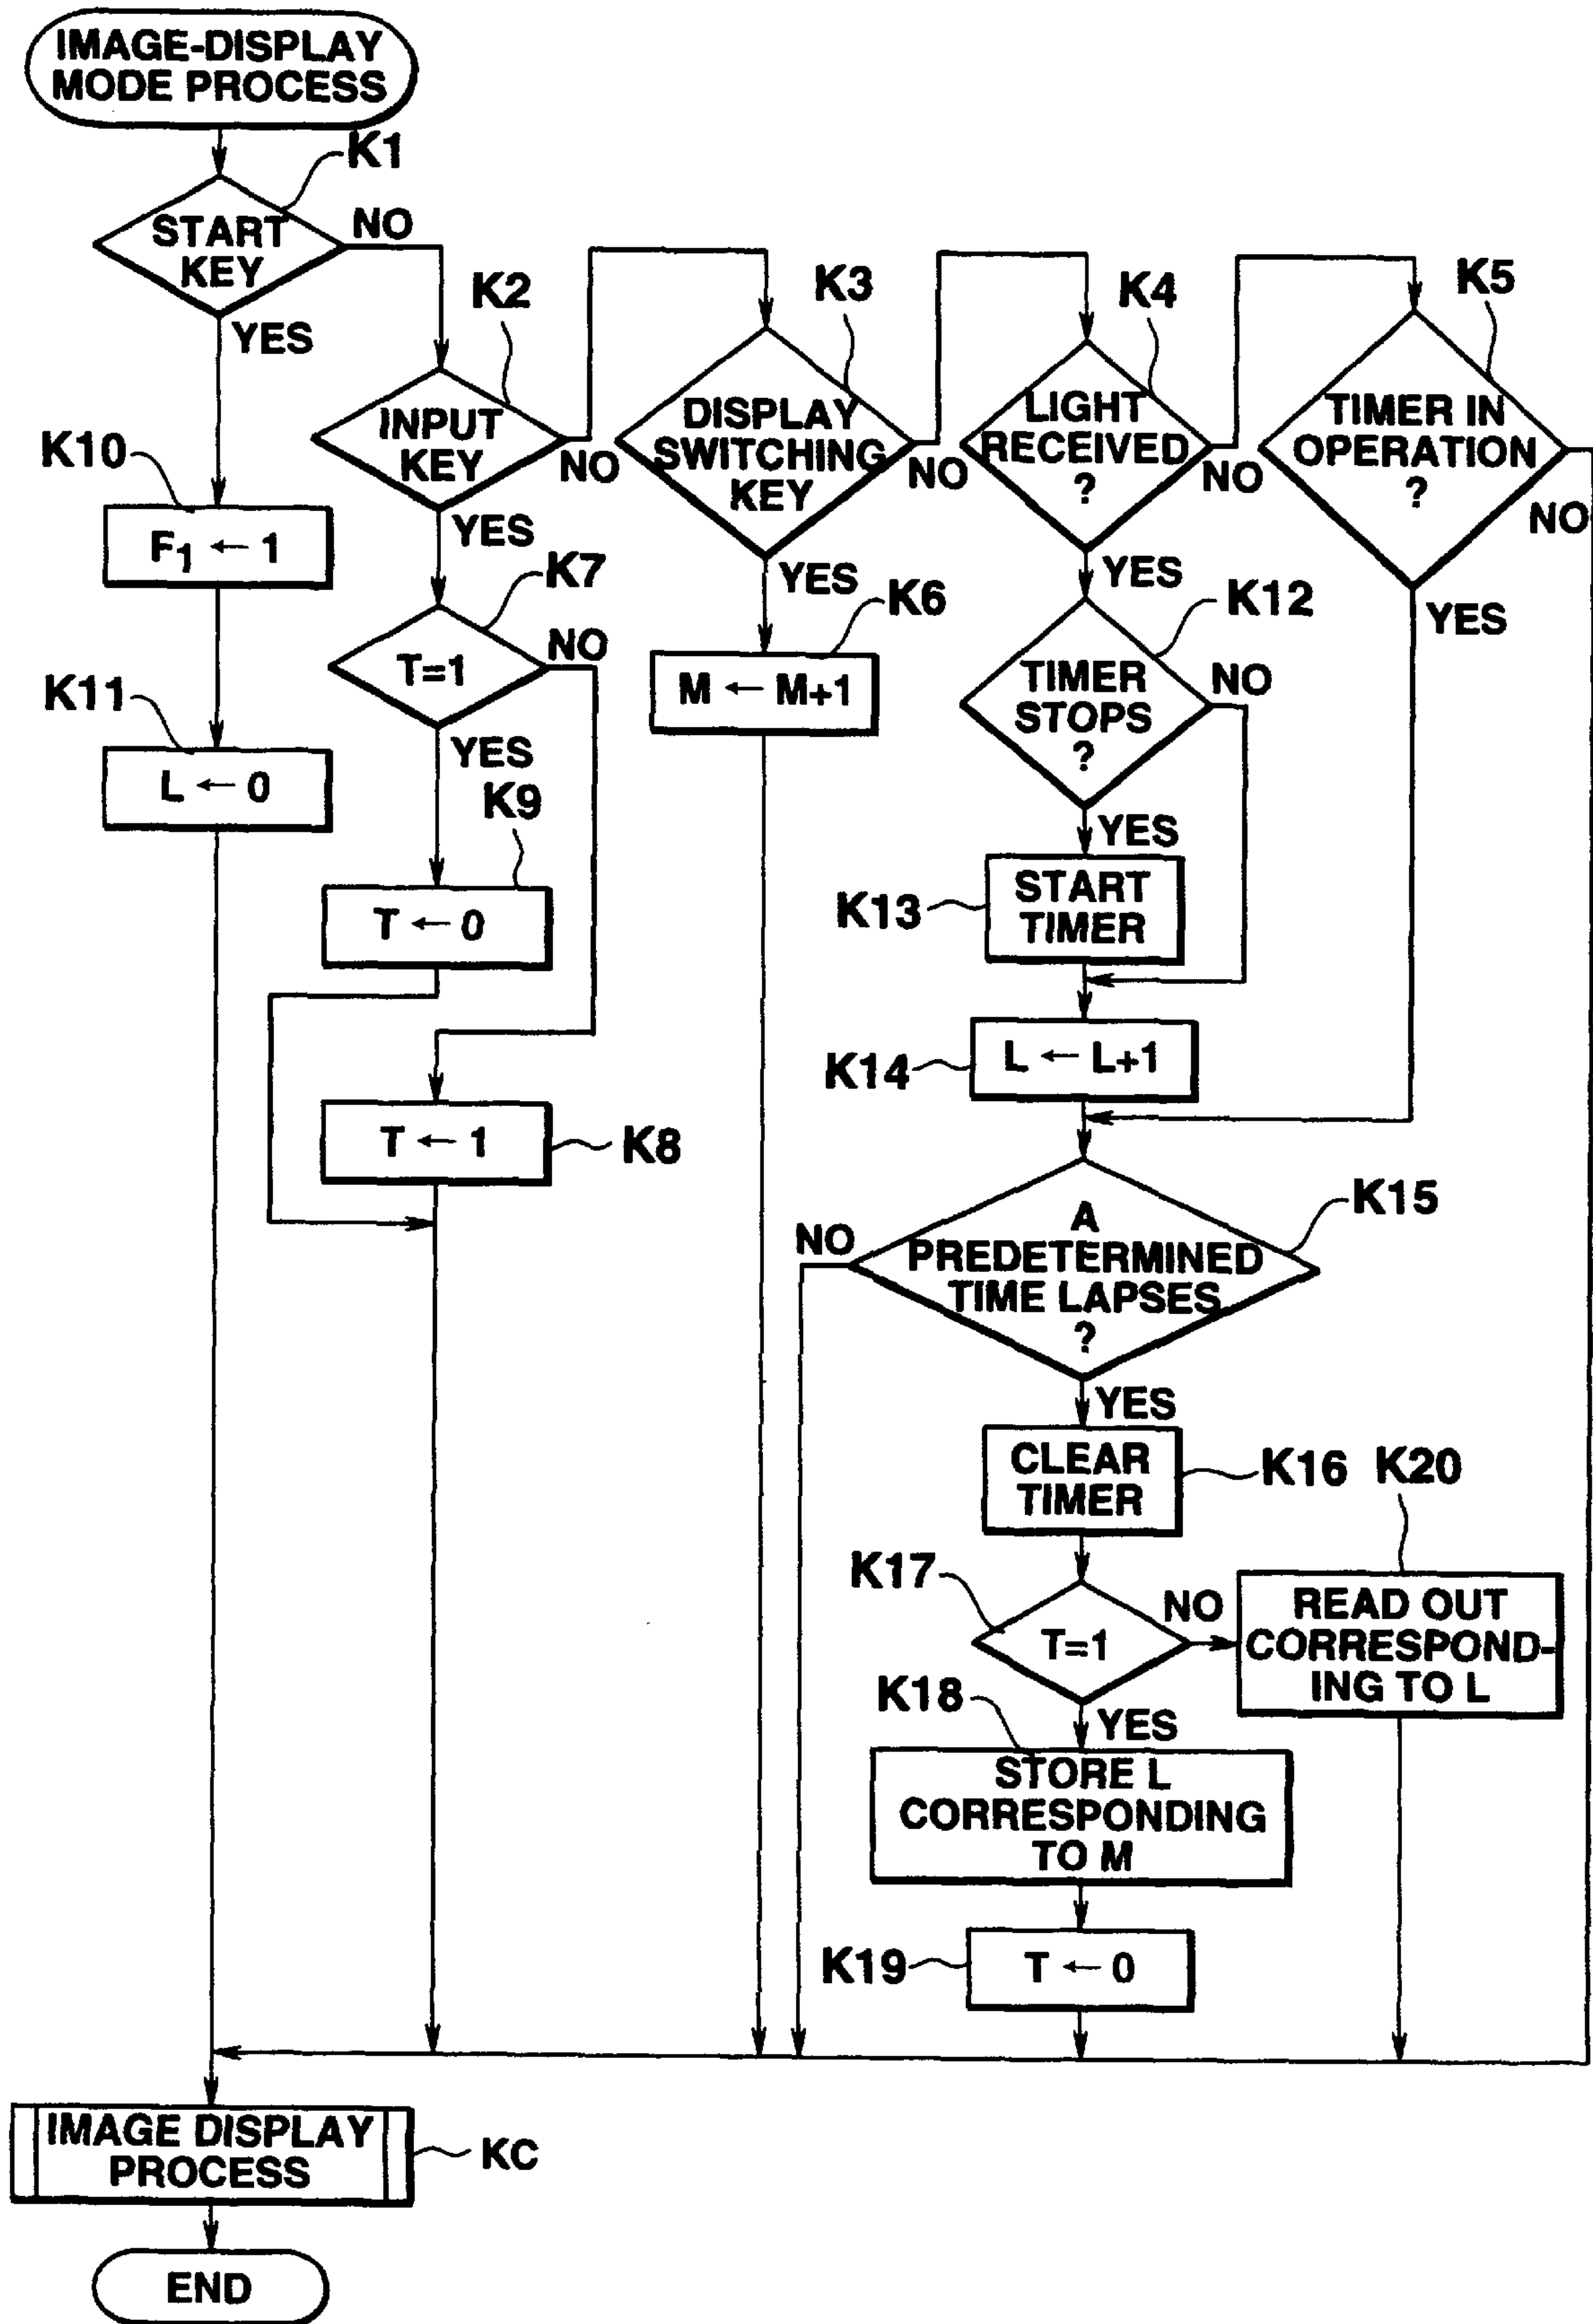 IMAGE-DISPLAY
MODE PROCESS
K1
START
KEY
NO
YES
K2
INPUT
KEY
NO
YES
K3
DISPLAY
SWITCHING
KEY
NO
YES
K4
LIGHT
RECEIVED
?
NO
YES
K5
TIMER IN
OPERATION
?
NO
YES
K10
F1 ← 1
K11
L ← 0
K7
T=1
NO
YES
K9
T ← 0
T ← 1
K8
K6
M ← M+1
K12
TIMER
STOPS
?
NO
YES
K13
START
TIMER
K14
L ← L+1
K15
A
PREDETERMINED
TIME LAPSES
?
NO
YES
CLEAR
TIMER
K16
K17
T=1
NO
YES
K20
READ OUT
CORRESPOND-
ING TO L
K18
STORE L
CORRESPONDING
TO M
K19
T ← 0
IMAGE DISPLAY
PROCESS
KC
END